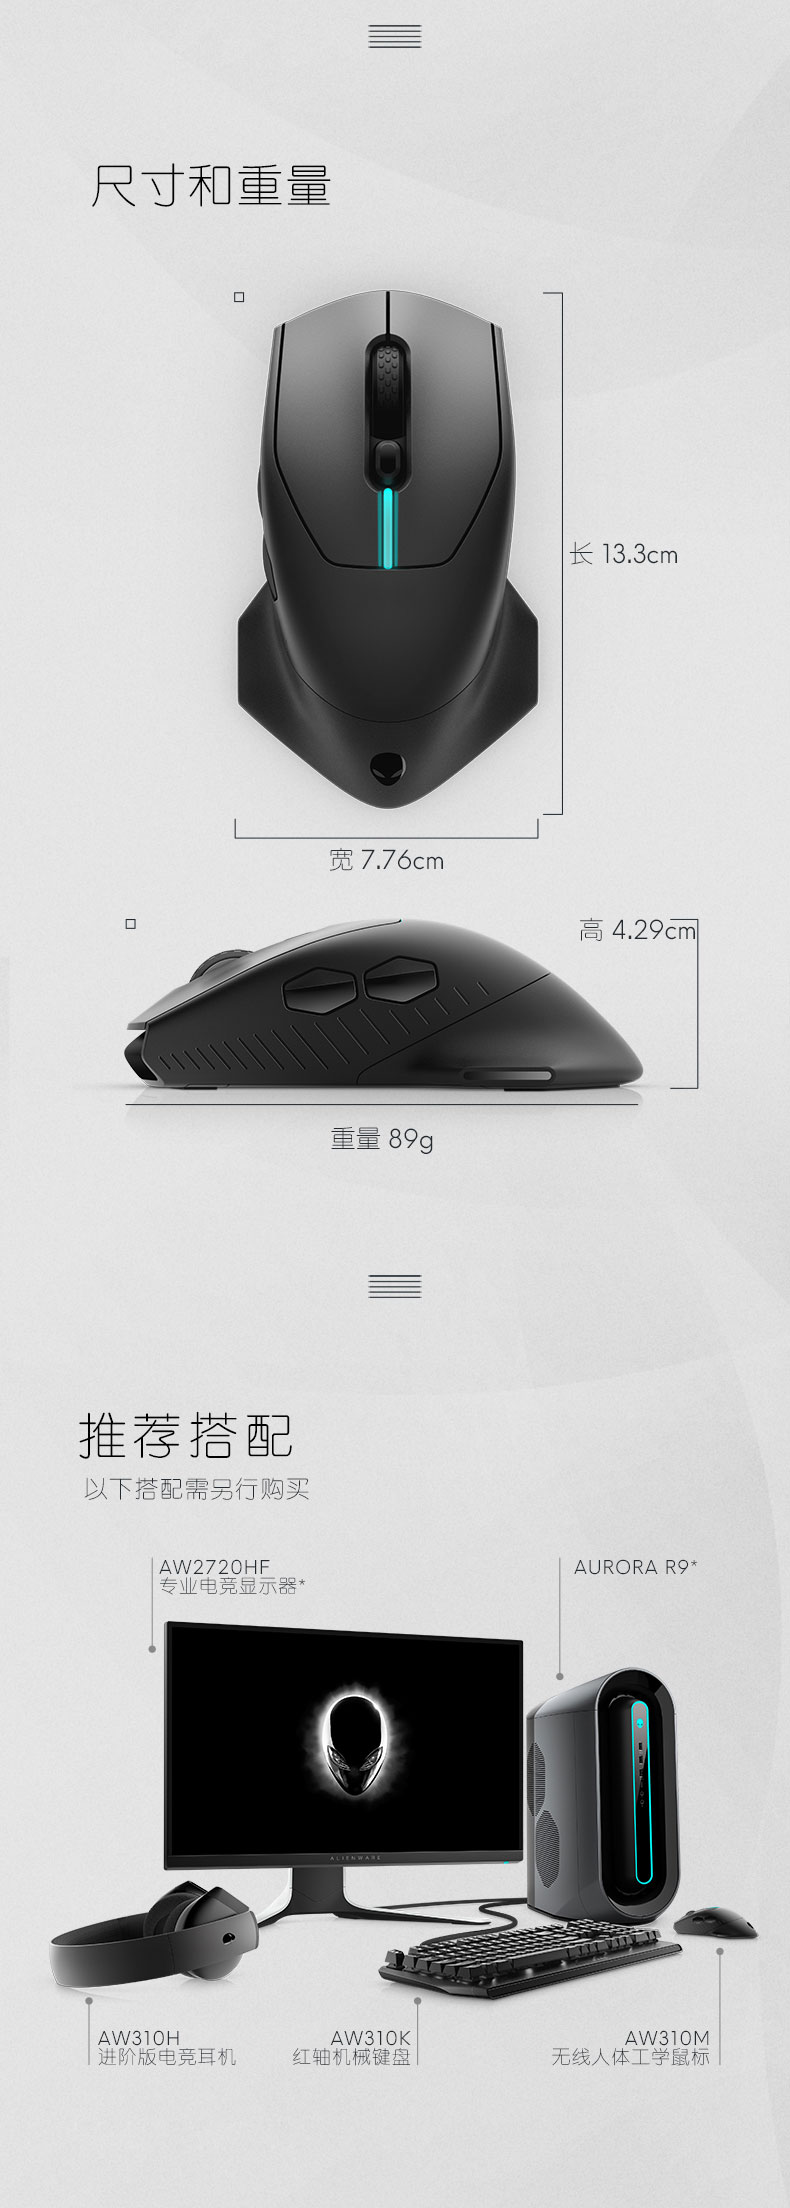 尺寸和重量
长 13.3cm
宽 7.76cm
高 4.29cm
重量 89g
推荐搭配
以下搭配需另行购买
AW2720HF
专业电竞显示器*
AURORA R9*
ALIENWARE
AW310H
进阶版电竞耳机
AW310K
红轴机械键盘
AW310M
无线人体工学鼠标